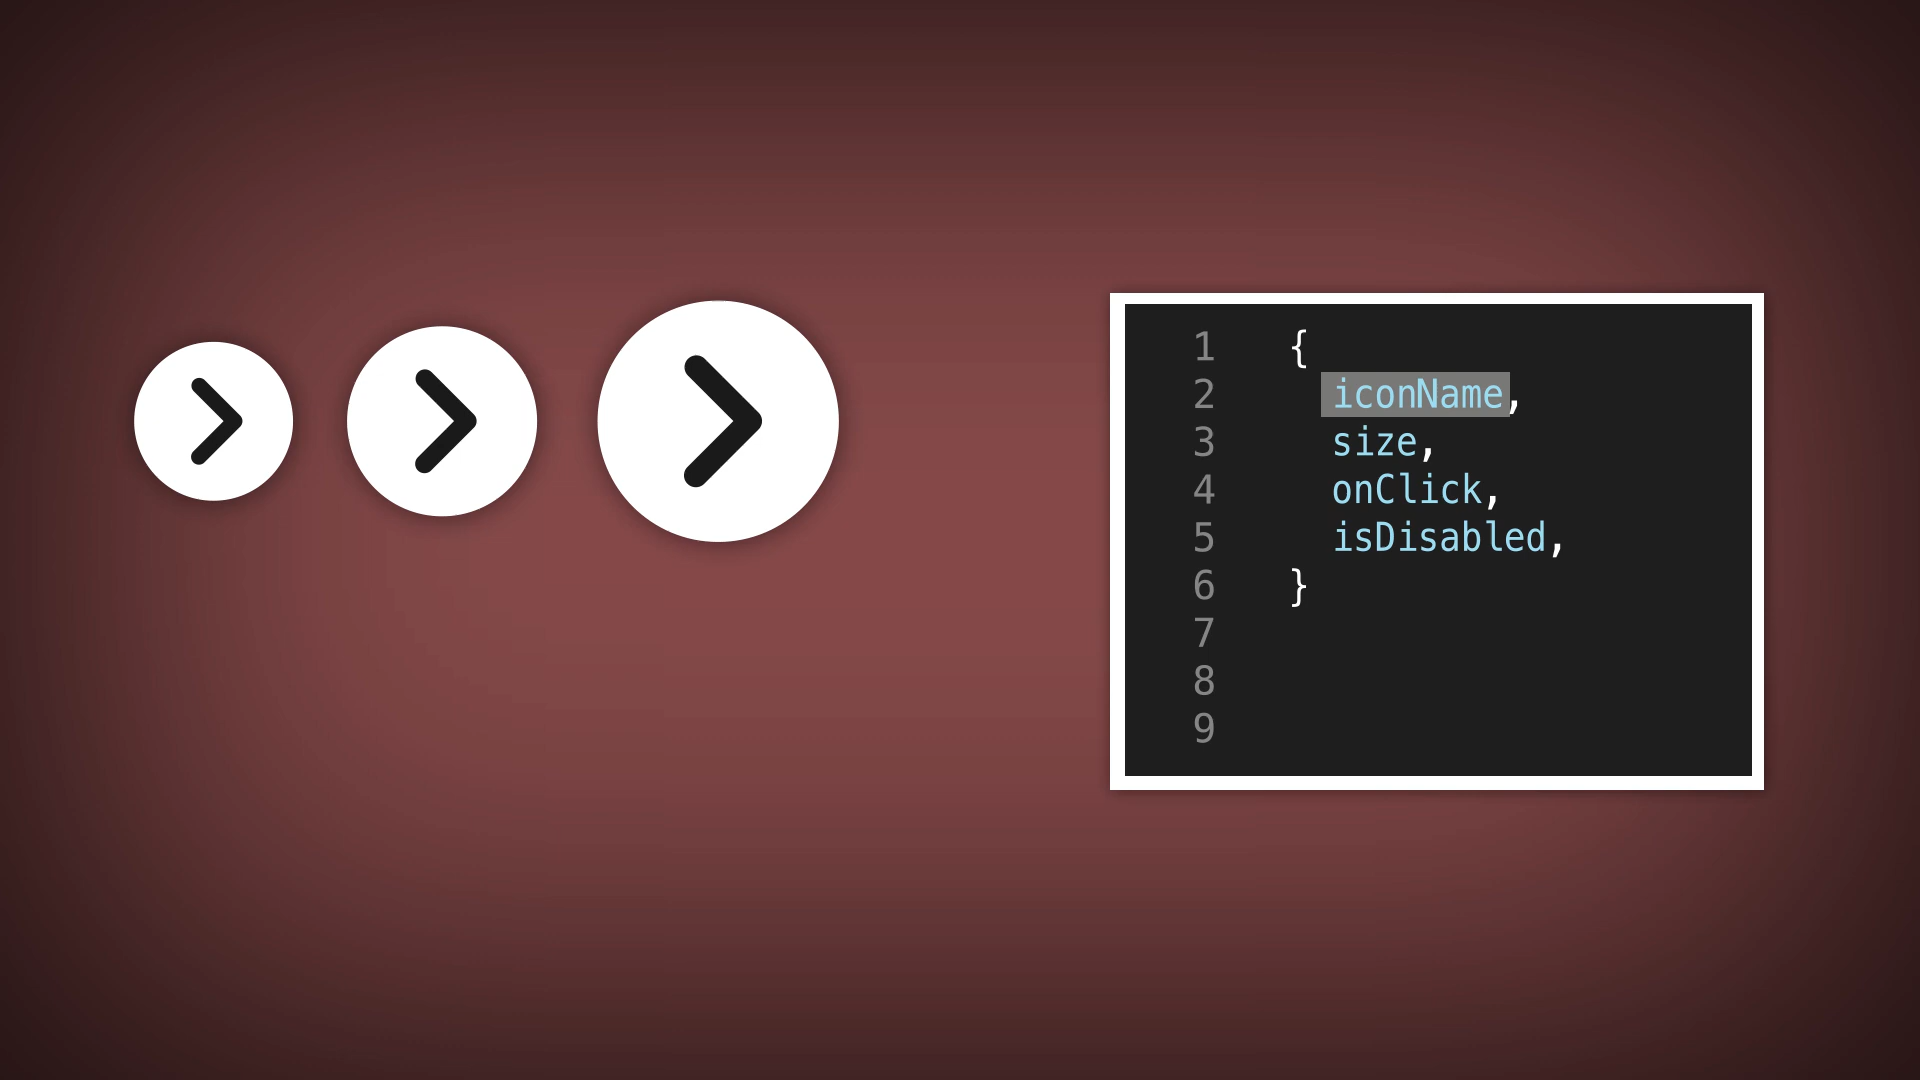 1 {
2 iconName,
3 size,
4 onClick,
5 isDisabled,
6 }
7
8
9